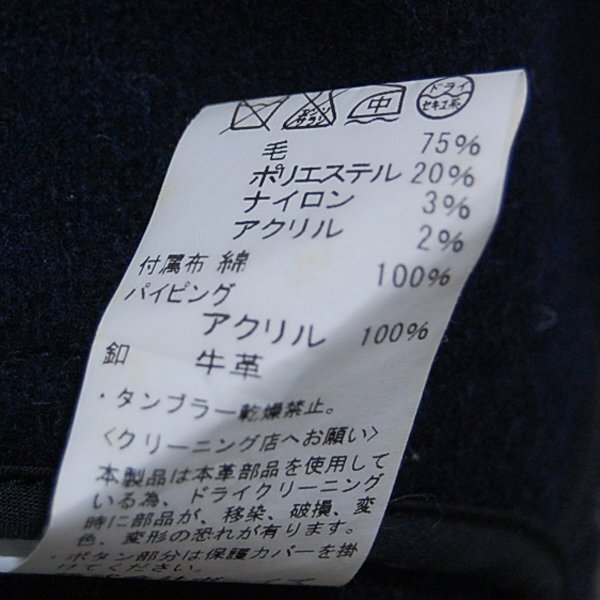 中 ドライ セキユ系
毛 75%
ポリエステル 20%
ナイロン 3%
アクリル 2%
付属布 綿 100%
パイピング
アクリル 100%
釦 牛革
・タンブラー乾燥禁止。
〈クリーニング店へお願い〉
本製品は本革部品を使用して
いる為、ドライクリーニング
時に部品が、移染、破損、変
色、変形の恐れが有ります。
・ボタン部分は保護カバーを掛
けてください。